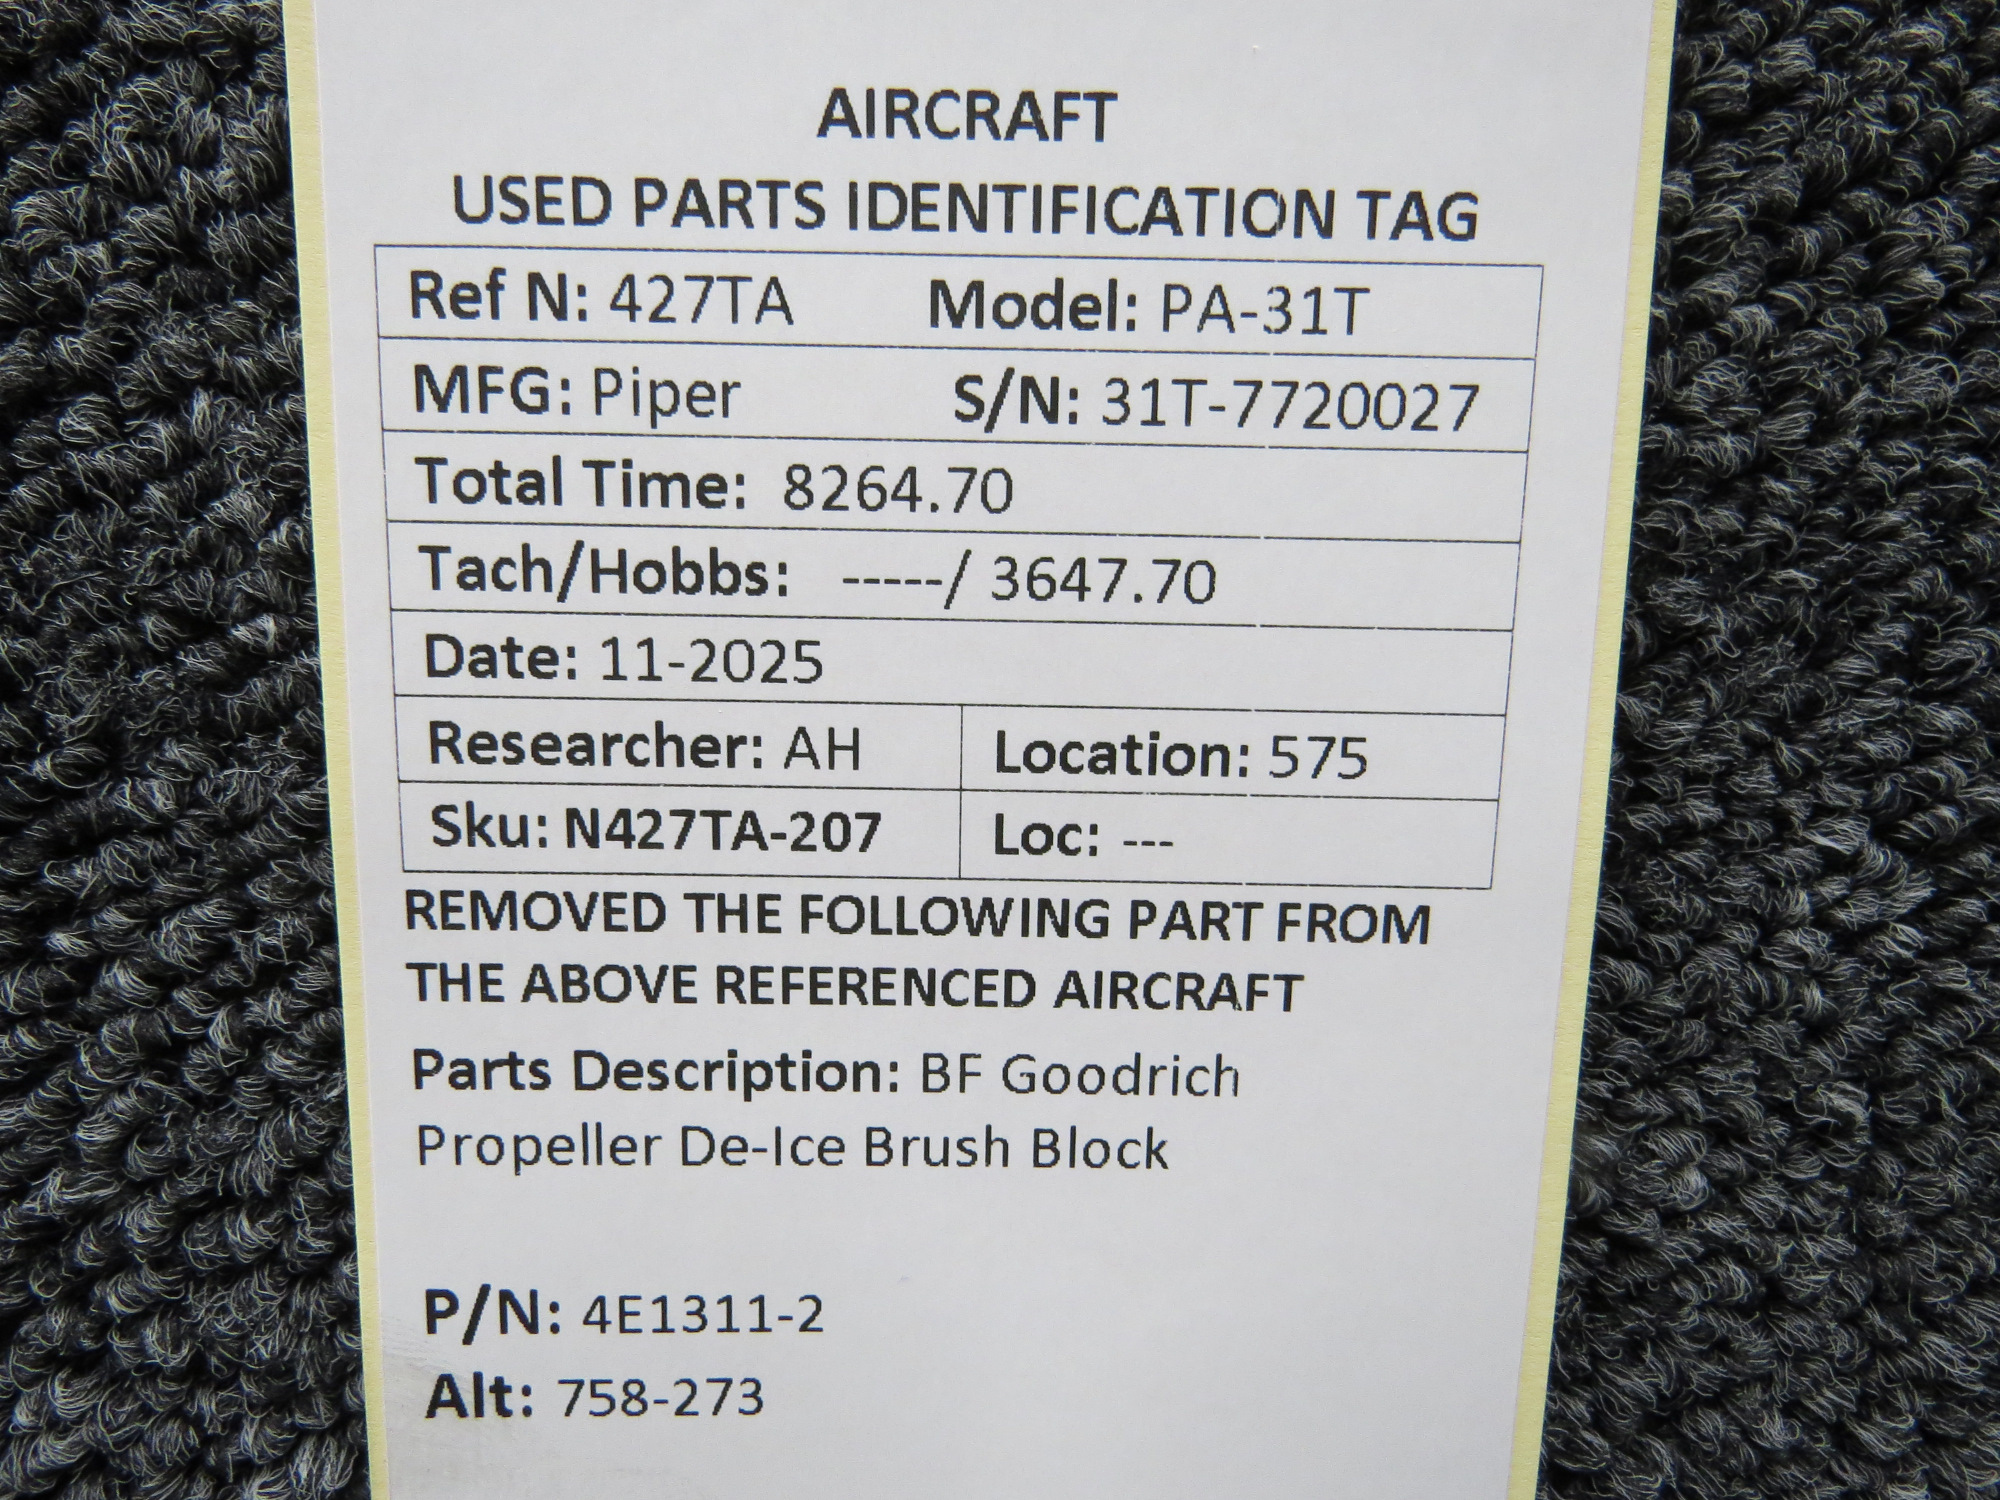 AIRCRAFT
USED PARTS IDENTIFICATION TAG
Ref N: 427TA Model: PA-31T
MFG: Piper S/N: 31T-7720027
Total Time: 8264.70
Tach/Hobbs: -----/ 3647.70
Date: 11-2025
Researcher: AH Location: 575
Sku: N427TA-207 Loc: ---
REMOVED THE FOLLOWING PART FROM
THE ABOVE REFERENCED AIRCRAFT
Parts Description: BF Goodrich
Propeller De-Ice Brush Block
P/N: 4E1311-2
Alt: 758-273